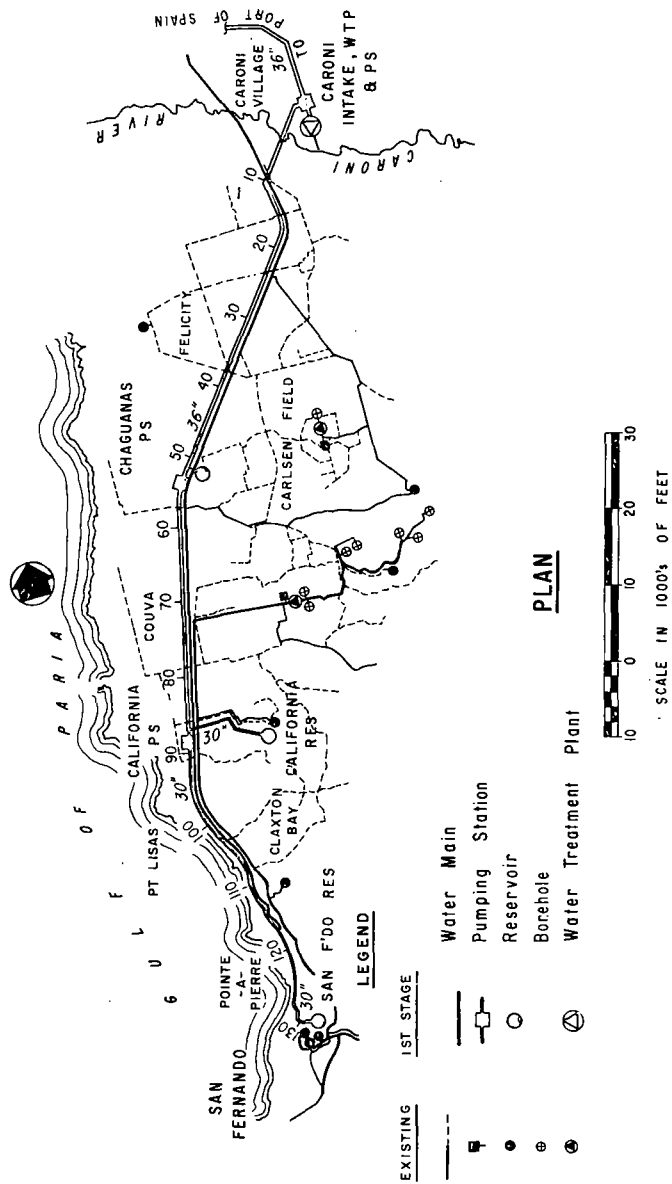 PORT OF SPAIN
TO
36"
CARONI
VILLAGE
CARONI
INTAKE, WTP
& PS
RIVER
CARONI
10
20
30
40
50
60
70
80
90
100
110
120
130
FELICITY
36"
CHAGUANAS
PS
CARLSEN FIELD
COUVA
CALIFORNIA
PS
30"
CALIFORNIA
RES
30"
PT LISAS
CLAXTON
BAY
GULF OF PARIA
POINTE
-A-
PIERRE
SAN F'DO RES
30"
SAN
FERNANDO
LEGEND
EXISTING
1ST STAGE
Water Main
Pumping Station
Reservoir
Borehole
Water Treatment Plant
PLAN
10 0 10 20 30
SCALE IN 1000's OF FEET